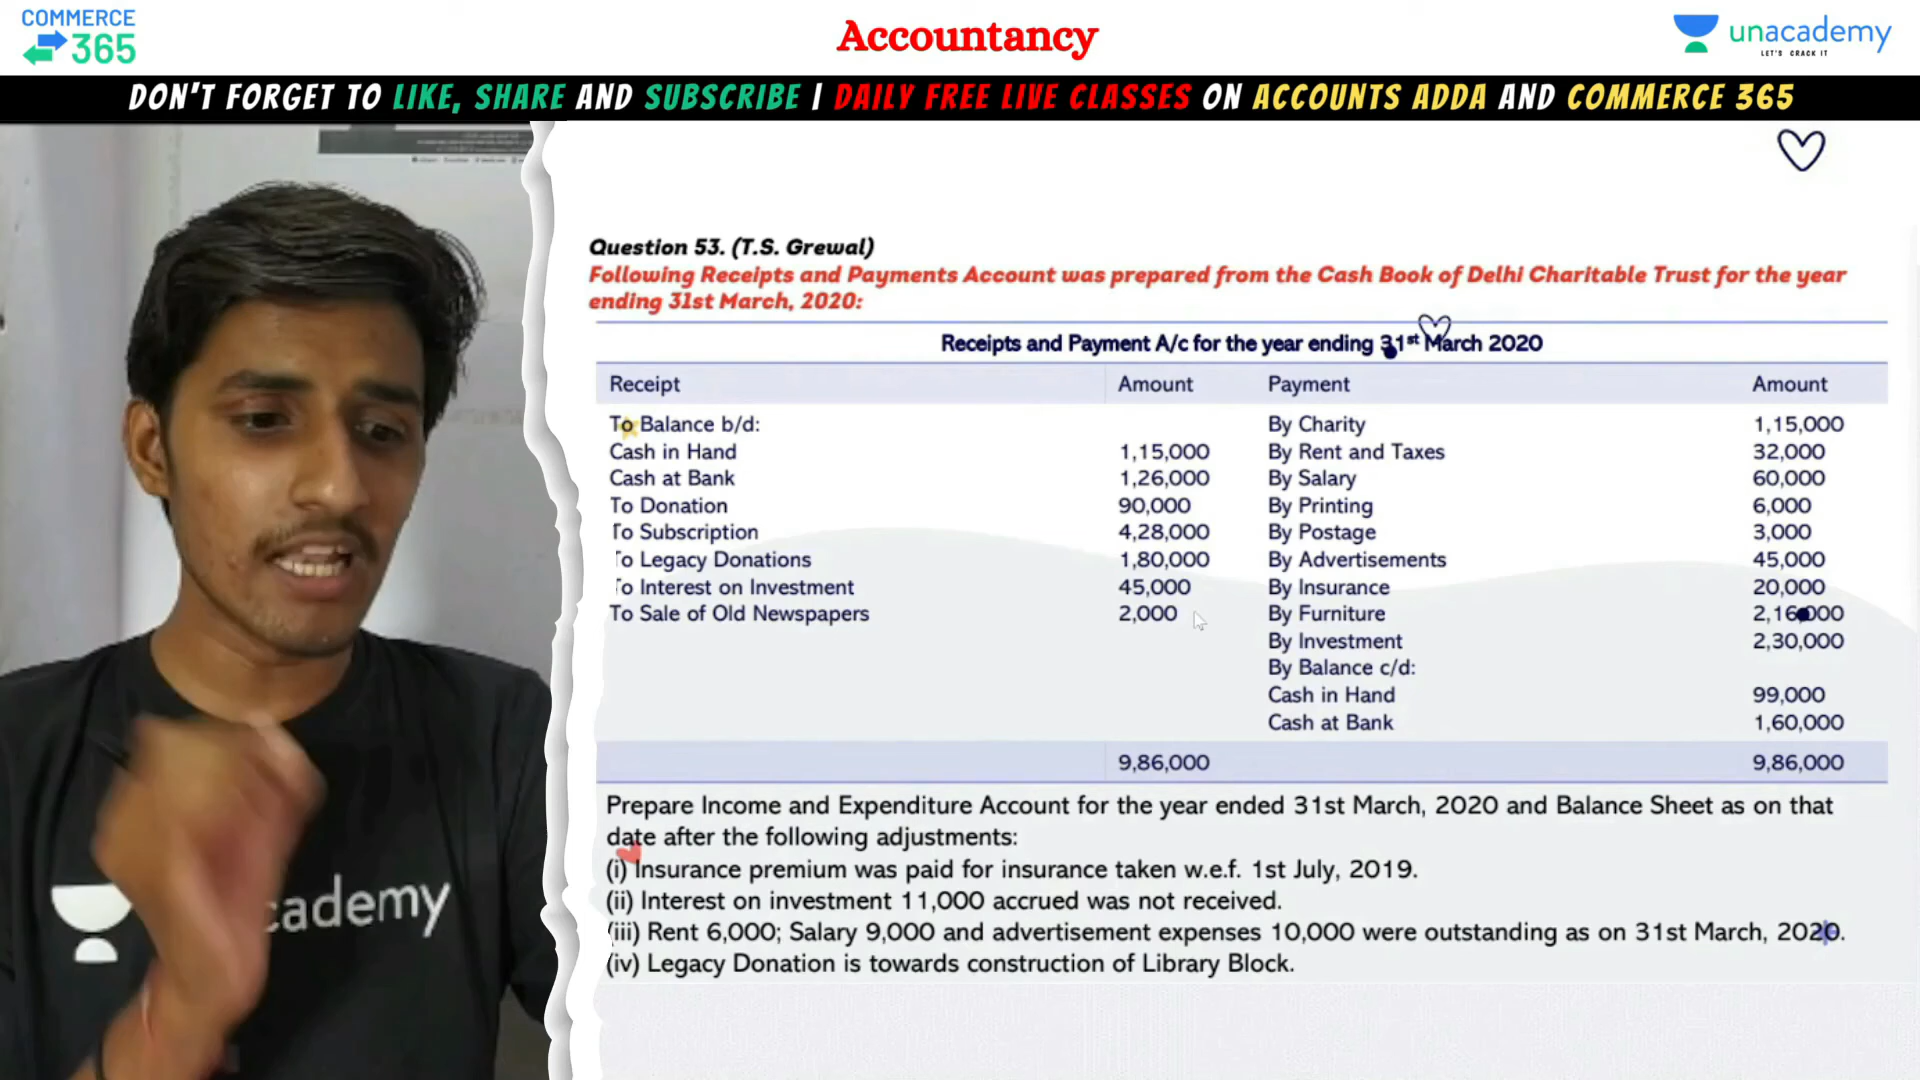 COMMERCE
365
Accountancy
unacademy
LET'S CRACK IT
DON'T FORGET TO LIKE, SHARE AND SUBSCRIBE | DAILY FREE LIVE CLASSES ON ACCOUNTS ADDA AND COMMERCE 365
Question 53. (T.S. Grewal)
Following Receipts and Payments Account was prepared from the Cash Book of Delhi Charitable Trust for the year
ending 31st March, 2020:
Receipts and Payment A/c for the year ending 31st March 2020
Receipt Amount Payment Amount
To Balance b/d: By Charity 1,15,000
Cash in Hand 1,15,000 By Rent and Taxes 32,000
Cash at Bank 1,26,000 By Salary 60,000
To Donation 90,000 By Printing 6,000
To Subscription 4,28,000 By Postage 3,000
To Legacy Donations 1,80,000 By Advertisements 45,000
To Interest on Investment 45,000 By Insurance 20,000
To Sale of Old Newspapers 2,000 By Furniture 2,16,000
By Investment 2,30,000
By Balance c/d:
Cash in Hand 99,000
Cash at Bank 1,60,000
9,86,000 9,86,000
Prepare Income and Expenditure Account for the year ended 31st March, 2020 and Balance Sheet as on that
date after the following adjustments:
(i) Insurance premium was paid for insurance taken w.e.f. 1st July, 2019.
(ii) Interest on investment 11,000 accrued was not received.
(iii) Rent 6,000; Salary 9,000 and advertisement expenses 10,000 were outstanding as on 31st March, 2020.
(iv) Legacy Donation is towards construction of Library Block.
cademy